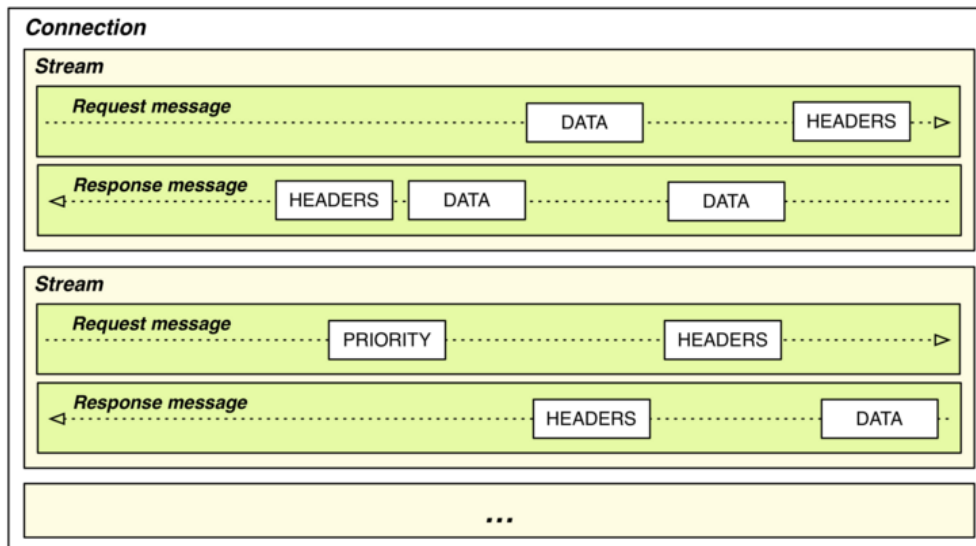 Connection
Stream
Request message
DATA HEADERS
Response message
HEADERS DATA DATA
Stream
Request message
PRIORITY HEADERS
Response message
HEADERS DATA
...